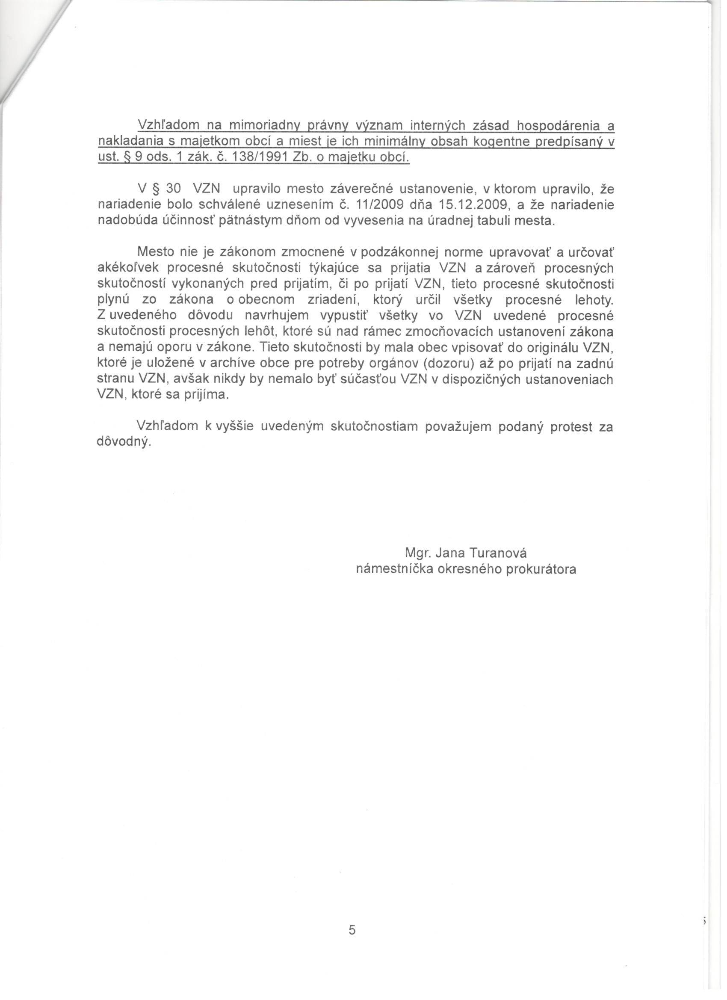 Vzhľadom na mimoriadny právny význam interných zásad hospodárenia a
nakladania s majetkom obcí a miest je ich minimálny obsah kogentne predpísaný v
ust. § 9 ods. 1 zák. č. 138/1991 Zb. o majetku obcí.
V § 30 VZN upravilo mesto záverečné ustanovenie, v ktorom upravilo, že
nariadenie bolo schválené uznesením č. 11/2009 dňa 15.12.2009, a že nariadenie
nadobúda účinnosť pätnástym dňom od vyvesenia na úradnej tabuli mesta.
Mesto nie je zákonom zmocnené v podzákonnej norme upravovať a určovať
akékoľvek procesné skutočnosti týkajúce sa prijatia VZN a zároveň procesných
skutočností vykonaných pred prijatím, či po prijatí VZN, tieto procesné skutočnosti
plynú zo zákona o obecnom zriadení, ktorý určil všetky procesné lehoty.
Z uvedeného dôvodu navrhujem vypustiť všetky vo VZN uvedené procesné
skutočnosti procesných lehôt, ktoré sú nad rámec zmocňovacích ustanovení zákona
a nemajú oporu v zákone. Tieto skutočnosti by mala obec vpisovať do originálu VZN,
ktoré je uložené v archíve obce pre potreby orgánov (dozoru) až po prijatí na zadnú
stranu VZN, avšak nikdy by nemalo byť súčasťou VZN v dispozičných ustanoveniach
VZN, ktoré sa prijíma.
Vzhľadom k vyššie uvedeným skutočnostiam považujem podaný protest za
dôvodný.
Mgr. Jana Turanová
námestníčka okresného prokurátora
5